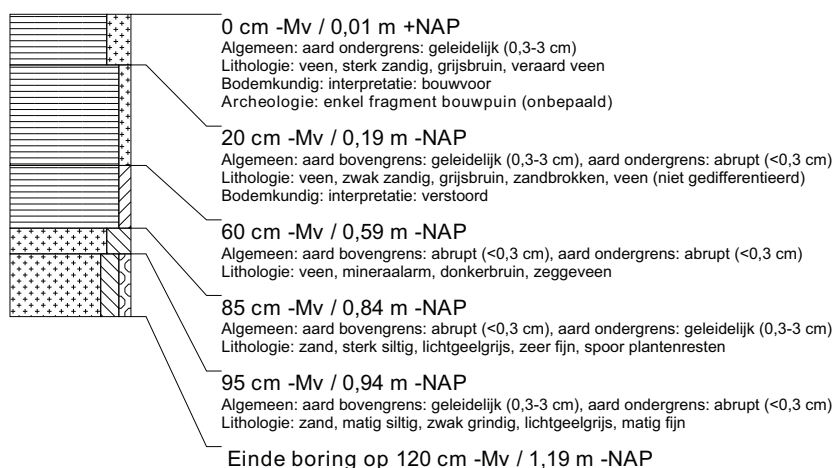 0 cm -Mv / 0,01 m +NAP
Algemeen: aard ondergrens: geleidelijk (0,3-3 cm)
Lithologie: veen, sterk zandig, grijsbruin, veraard veen
Bodemkundig: interpretatie: bouwvoor
Archeologie: enkel fragment bouwpuin (onbepaald)
20 cm -Mv / 0,19 m -NAP
Algemeen: aard bovengrens: geleidelijk (0,3-3 cm), aard ondergrens: abrupt (<0,3 cm)
Lithologie: veen, zwak zandig, grijsbruin, zandbrokken, veen (niet gedifferentieerd)
Bodemkundig: interpretatie: verstoord
60 cm -Mv / 0,59 m -NAP
Algemeen: aard bovengrens: abrupt (<0,3 cm), aard ondergrens: abrupt (<0,3 cm)
Lithologie: veen, mineraalarm, donkerbruin, zeggeveen
85 cm -Mv / 0,84 m -NAP
Algemeen: aard bovengrens: abrupt (<0,3 cm), aard ondergrens: geleidelijk (0,3-3 cm)
Lithologie: zand, sterk siltig, lichtgeelgrijs, zeer fijn, spoor plantenresten
95 cm -Mv / 0,94 m -NAP
Algemeen: aard bovengrens: geleidelijk (0,3-3 cm), aard ondergrens: abrupt (<0,3 cm)
Lithologie: zand, matig siltig, zwak grindig, lichtgeelgrijs, matig fijn
Einde boring op 120 cm -Mv / 1,19 m -NAP